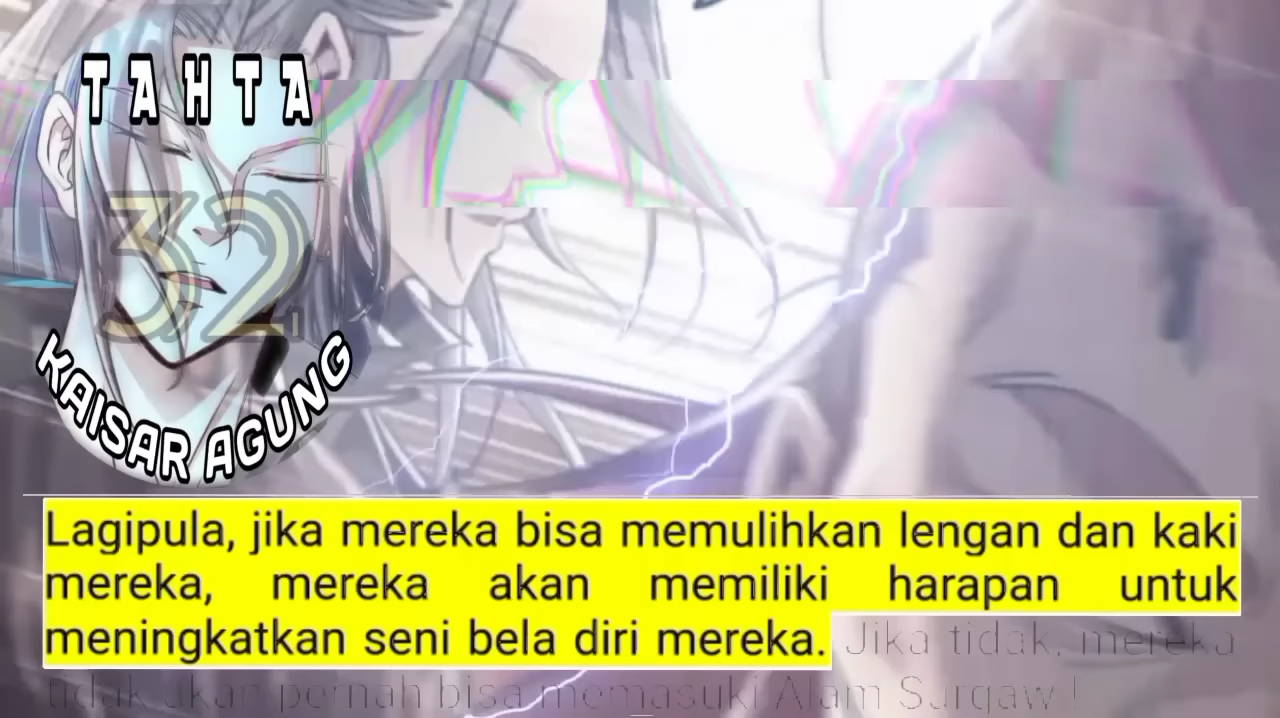 TAHTA
32
KAISAR AGUNG
Lagipula, jika mereka bisa memulihkan lengan dan kaki
mereka, mereka akan memiliki harapan untuk
meningkatkan seni bela diri mereka. Jika tidak, mereka
tidak akan pernah bisa memasuki Alam